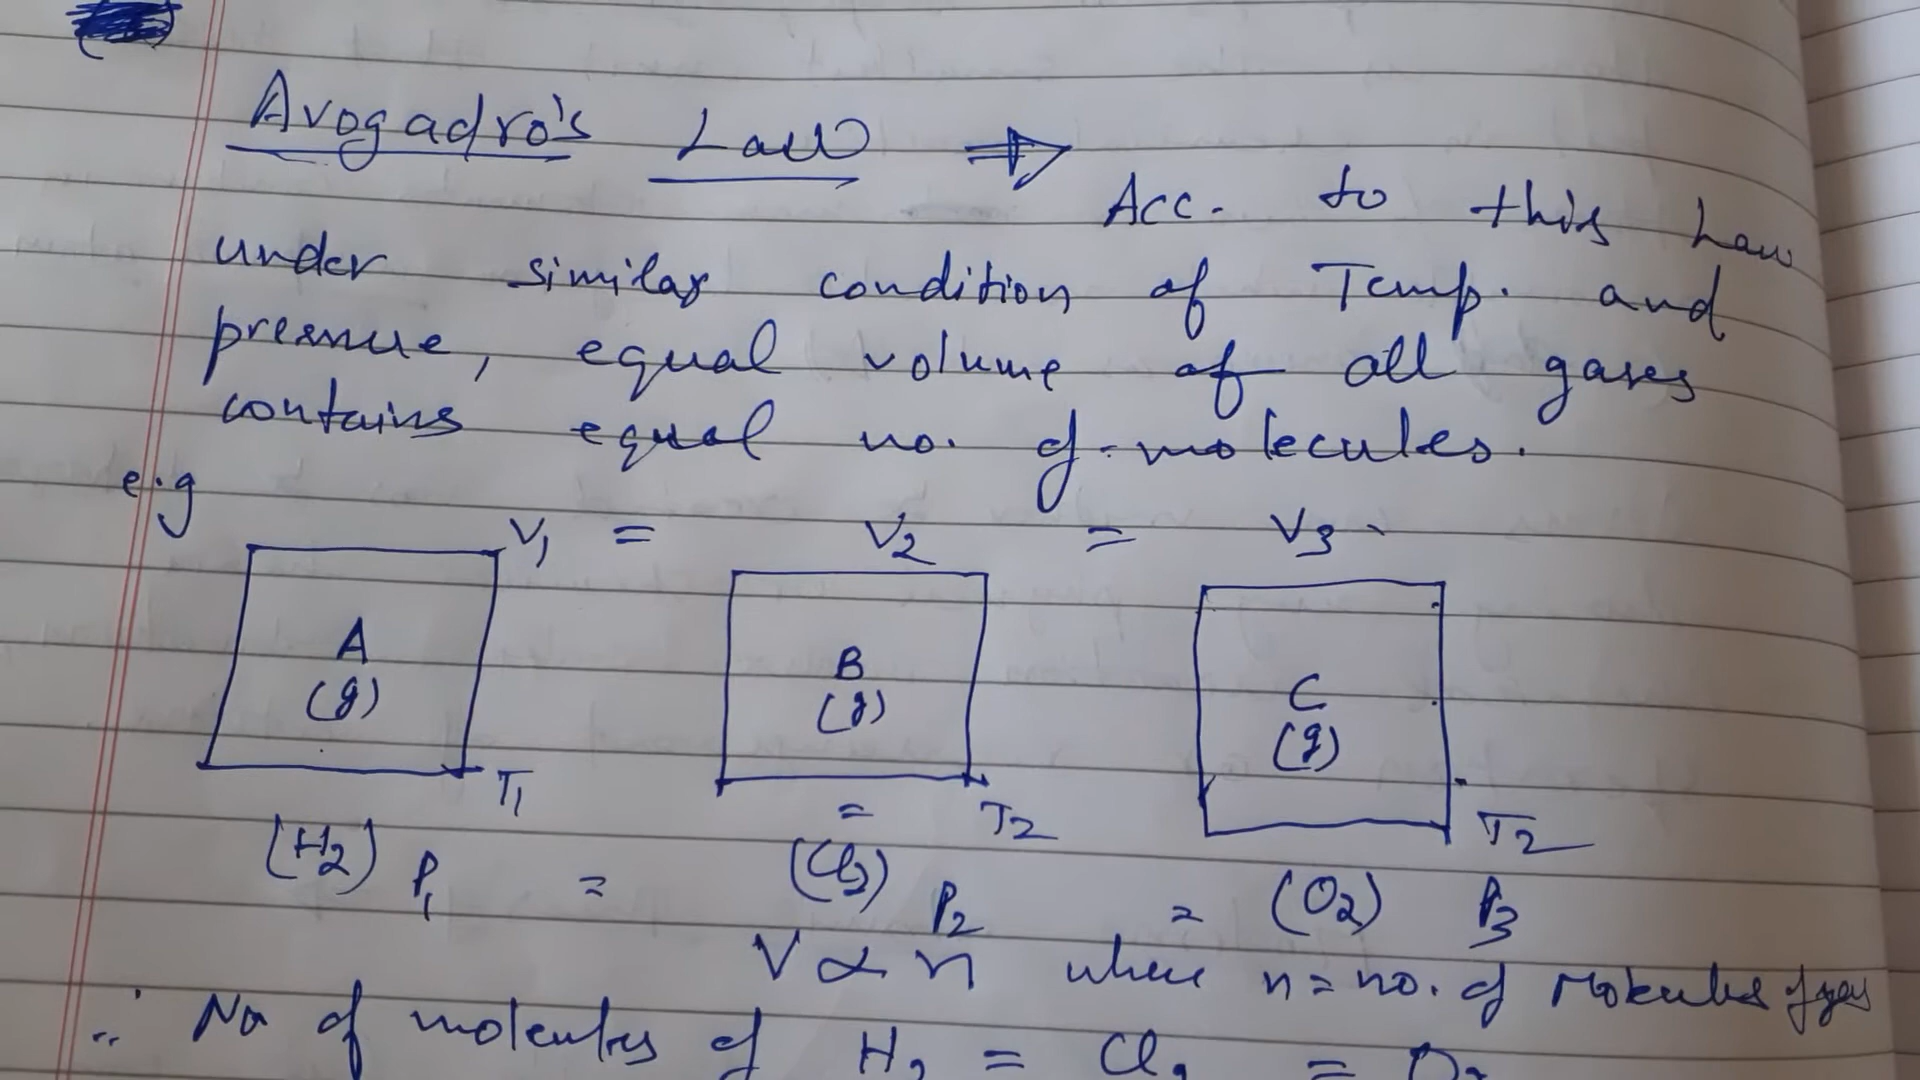 Avogadro's Law ⇒
Acc. to this Law
under similar condition of Temp. and
pressure, equal volume of all gases
contains equal no. of molecules.
e.g
V₁ = V₂ = V₃
A B C
(g) (g) (g)
T₁ = T₂ T₂
(H₂) P₁ = (Cl₂) P₂ = (O₂) P₃
V ∝ n where n = no. of Molecules of gas
∴ No of molecules of H₂ = Cl₂ = O₂